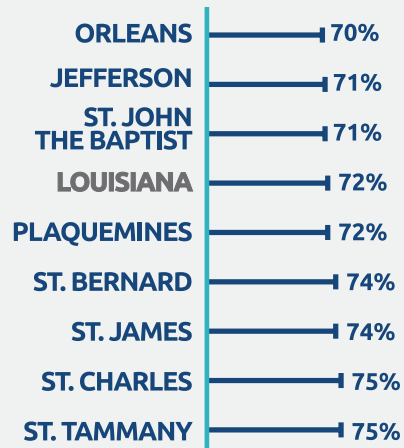 ORLEANS 70%
JEFFERSON 71%
ST. JOHN
THE BAPTIST 71%
LOUISIANA 72%
PLAQUEMINES 72%
ST. BERNARD 74%
ST. JAMES 74%
ST. CHARLES 75%
ST. TAMMANY 75%